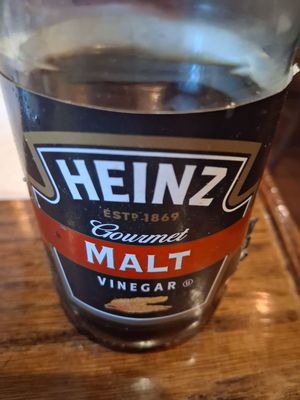 HEINZ
ESTD 1869
Gourmet
MALT
VINEGAR U